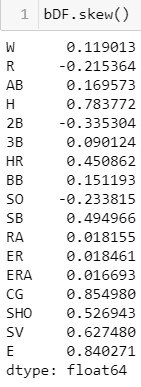 1 bDF.skew()
W 0.119013
R -0.215364
AB 0.169573
H 0.783772
2B -0.335304
3B 0.090124
HR 0.450862
BB 0.151193
SO -0.233815
SB 0.494966
RA 0.018155
ER 0.018461
ERA 0.016693
CG 0.854980
SHO 0.526943
SV 0.627480
E 0.840271
dtype: float64